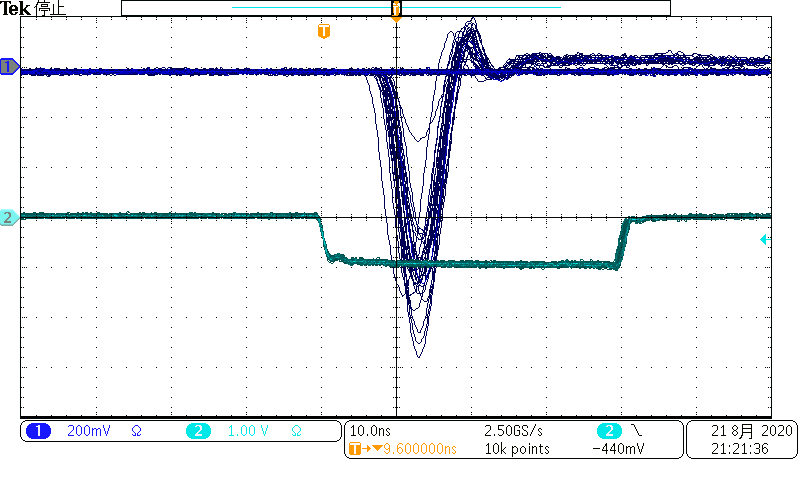 Tek 停止
T
T
1
2
1 200mV Ω 2 1.00 V Ω
10.0ns 2.50GS/s 2
T→▼9.600000ns 10k points −440mV
21 8月 2020
21:21:36